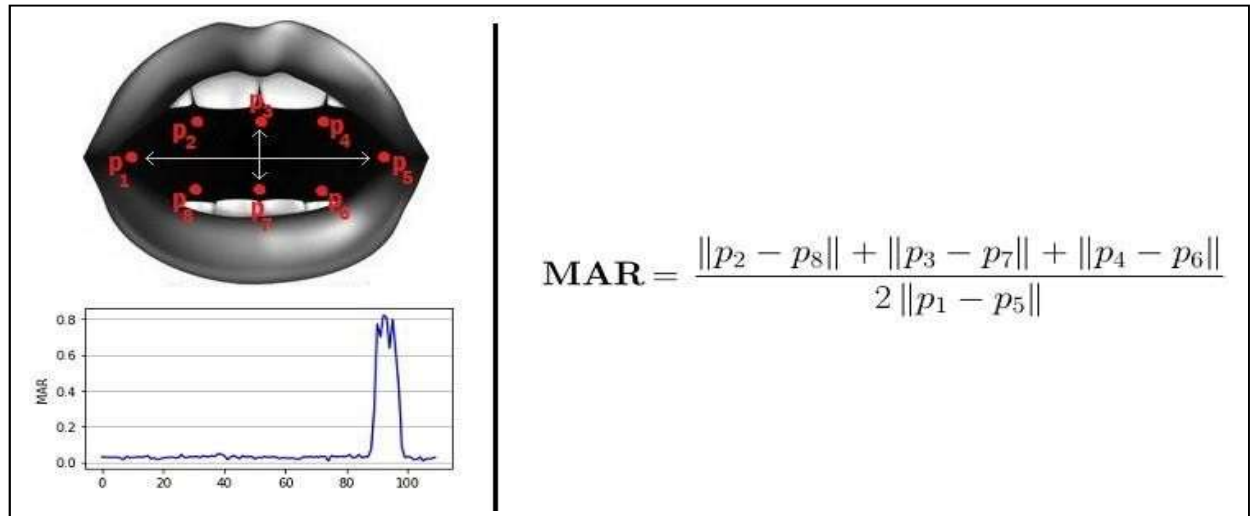 p3
p2 p4
p1 p5
p8 p7 p6
MAR = ‖p2 − p8‖ + ‖p3 − p7‖ + ‖p4 − p6‖
2 ‖p1 − p5‖
0.8
0.6
0.4
0.2
0.0
MAR
0 20 40 60 80 100